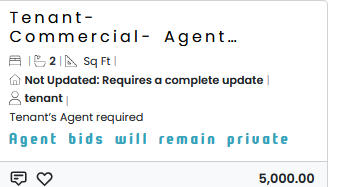 Tenant-
Commercial- Agent...
| 2 | Sq Ft |
Not Updated: Requires a complete update |
tenant |
Tenant's Agent required
Agent bids will remain private
5,000.00